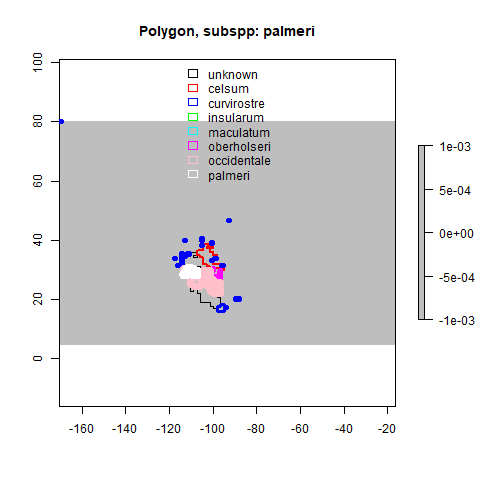 Polygon, subspp: palmeri
unknown
celsum
curvirostre
insularum
maculatum
oberholseri
occidentale
palmeri
100
80
60
40
20
0
-160 -140 -120 -100 -80 -60 -40 -20
1e-03
5e-04
0e+00
-5e-04
-1e-03